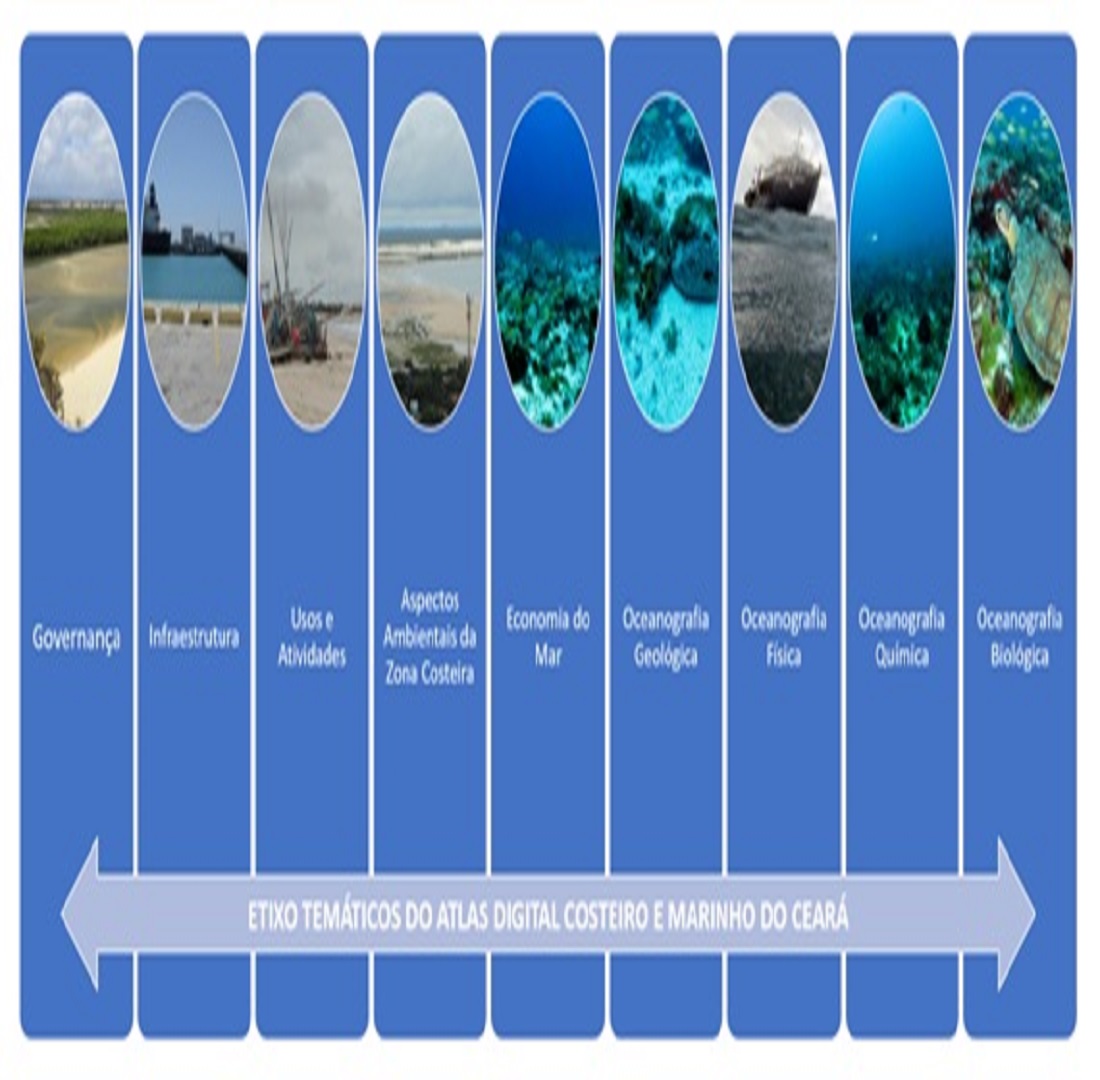 Governança
Infraestrutura
Usos e
Atividades
Aspectos
Ambientais da
Zona Costeira
Economia do
Mar
Oceanografia
Geológica
Oceanografia
Física
Oceanografia
Química
Oceanografia
Biológica
ETIXO TEMÁTICOS DO ATLAS DIGITAL COSTEIRO E MARINHO DO CEARÁ